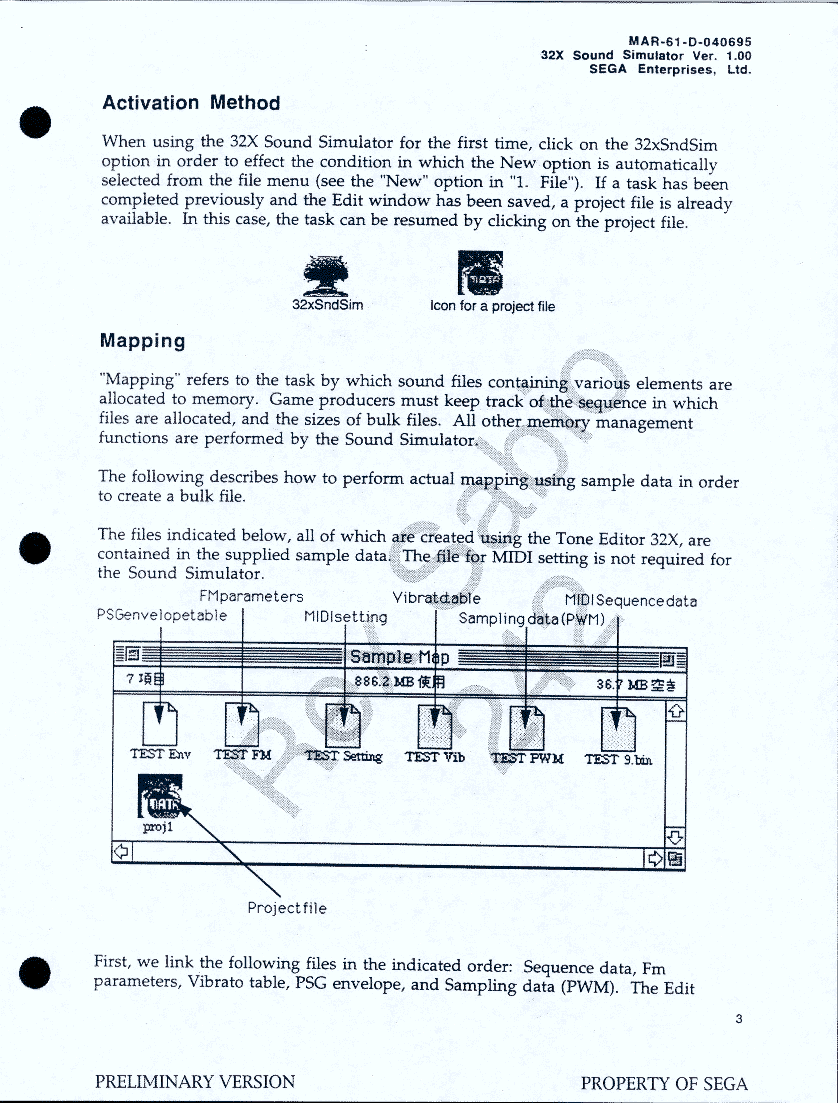 MAR-61-D-040695
32X Sound Simulator Ver. 1.00
SEGA Enterprises, Ltd.
Activation Method
When using the 32X Sound Simulator for the first time, click on the 32xSndSim
option in order to effect the condition in which the New option is automatically
selected from the file menu (see the "New" option in "1. File"). If a task has been
completed previously and the Edit window has been saved, a project file is already
available. In this case, the task can be resumed by clicking on the project file.
DATA
32xSndSim
Icon for a project file
Mapping
"Mapping" refers to the task by which sound files containing various elements are
allocated to memory. Game producers must keep track of the sequence in which
files are allocated, and the sizes of bulk files. All other memory management
functions are performed by the Sound Simulator.
The following describes how to perform actual mapping using sample data in order
to create a bulk file.
The files indicated below, all of which are created using the Tone Editor 32X, are
contained in the supplied sample data. The file for MIDI setting is not required for
the Sound Simulator.
FMparameters
Vibratotable
MIDISequencedata
PSGenvelopetable
MIDIsetting
Samplingdata(PWM)
Sample Map
7 項目
886.2 MB 使用
36.7 MB 空き
TEST Env
TEST FM
TEST Setting
TEST Vib
TEST PWM
TEST 9.bin
DATA
proj1
Projectfile
First, we link the following files in the indicated order: Sequence data, Fm
parameters, Vibrato table, PSG envelope, and Sampling data (PWM). The Edit
3
PRELIMINARY VERSION
PROPERTY OF SEGA